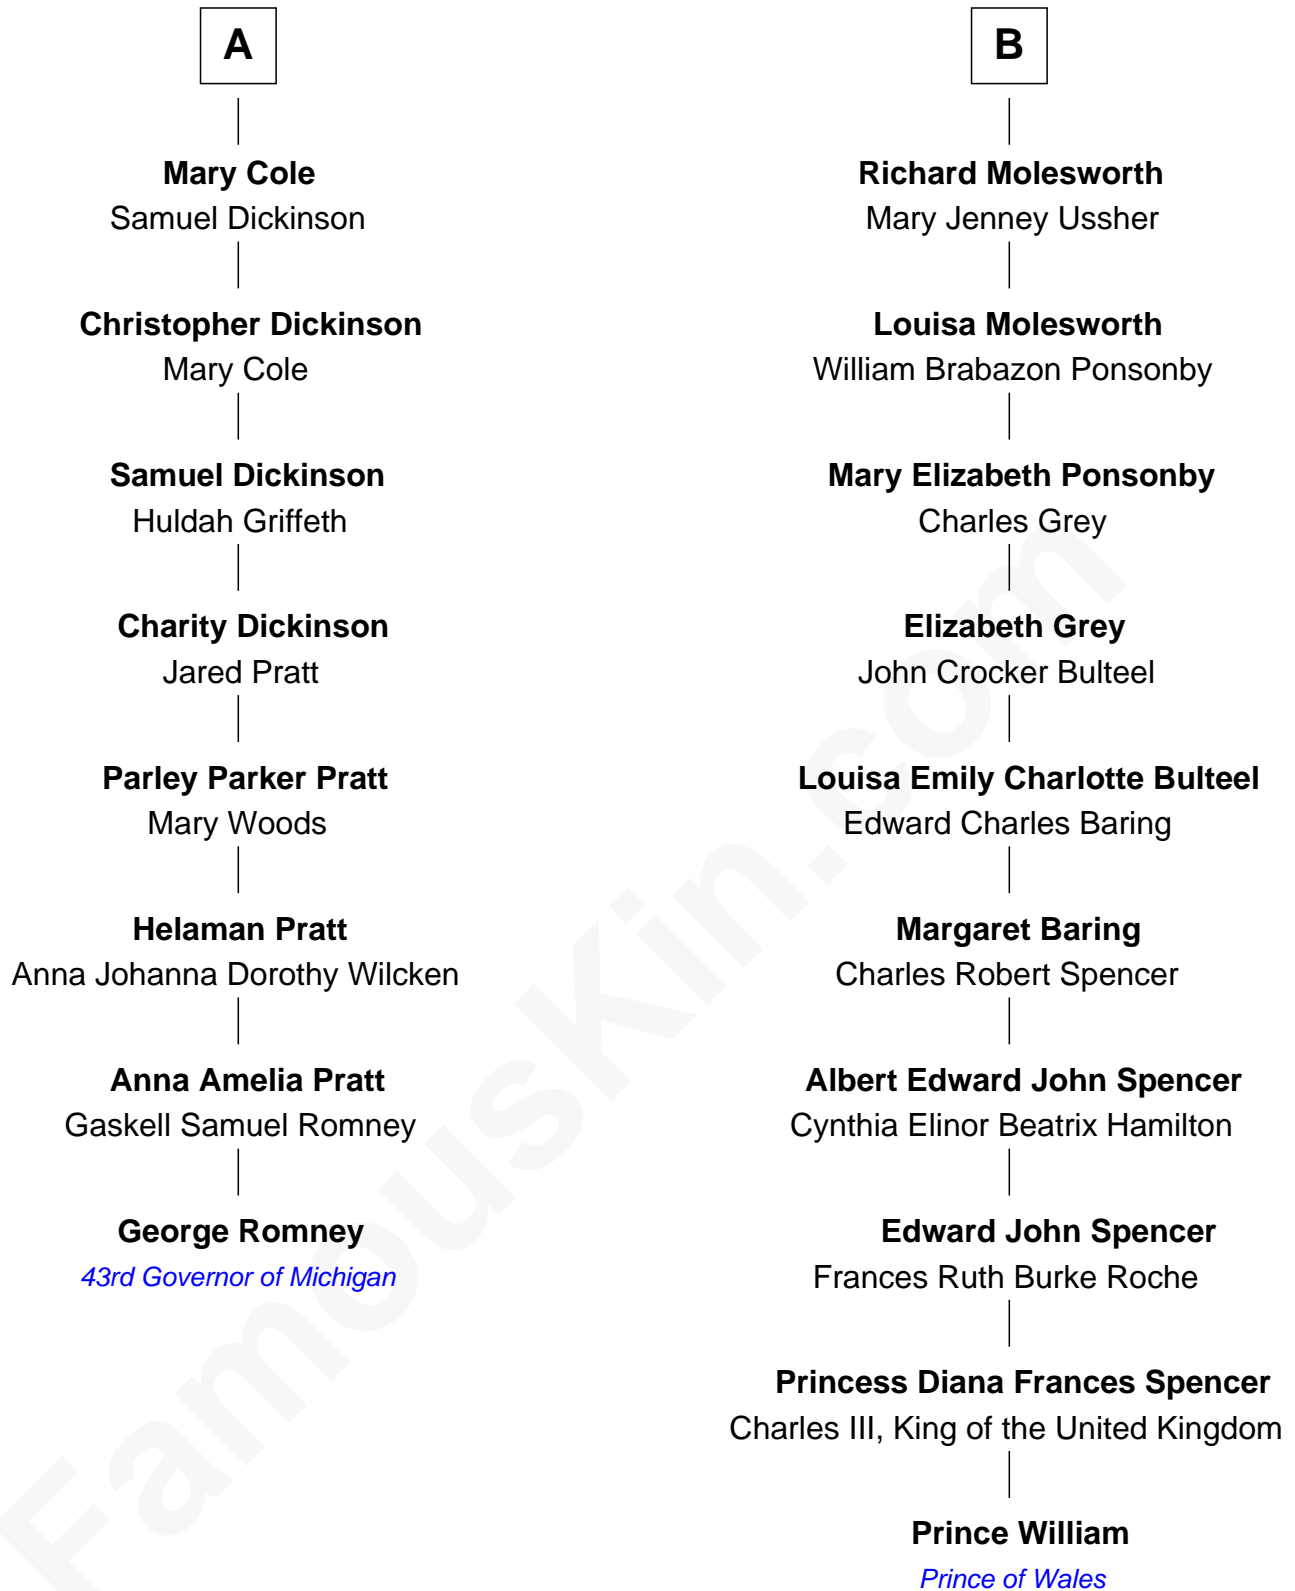 A
Mary Cole
Samuel Dickinson
Christopher Dickinson
Mary Cole
Samuel Dickinson
Huldah Griffeth
Charity Dickinson
Jared Pratt
Parley Parker Pratt
Mary Woods
Helaman Pratt
Anna Johanna Dorothy Wilcken
Anna Amelia Pratt
Gaskell Samuel Romney
George Romney
43rd Governor of Michigan
B
Richard Molesworth
Mary Jenney Ussher
Louisa Molesworth
William Brabazon Ponsonby
Mary Elizabeth Ponsonby
Charles Grey
Elizabeth Grey
John Crocker Bulteel
Louisa Emily Charlotte Bulteel
Edward Charles Baring
Margaret Baring
Charles Robert Spencer
Albert Edward John Spencer
Cynthia Elinor Beatrix Hamilton
Edward John Spencer
Frances Ruth Burke Roche
Princess Diana Frances Spencer
Charles III, King of the United Kingdom
Prince William
Prince of Wales
FamousKin.com